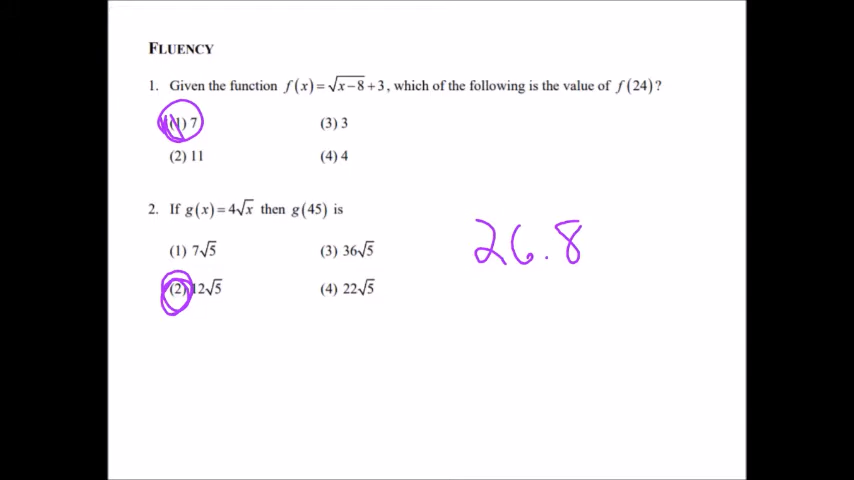 FLUENCY
1. Given the function f(x)=√x−8+3, which of the following is the value of f(24)?
(1) 7 (3) 3
(2) 11 (4) 4
2. If g(x)=4√x then g(45) is
(1) 7√5 (3) 36√5
26.8
(2) 12√5 (4) 22√5